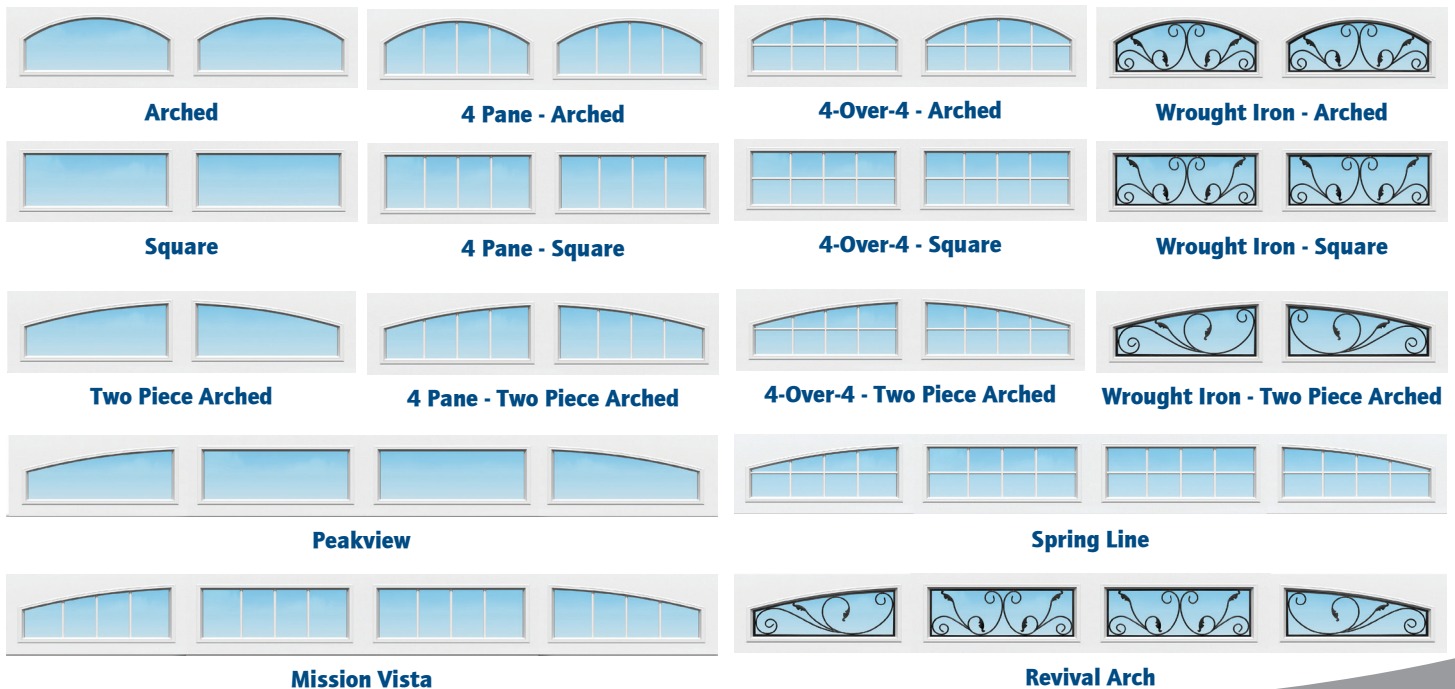 Arched
4 Pane - Arched
4-Over-4 - Arched
Wrought Iron - Arched
Square
4 Pane - Square
4-Over-4 - Square
Wrought Iron - Square
Two Piece Arched
4 Pane - Two Piece Arched
4-Over-4 - Two Piece Arched
Wrought Iron - Two Piece Arched
Peakview
Spring Line
Mission Vista
Revival Arch